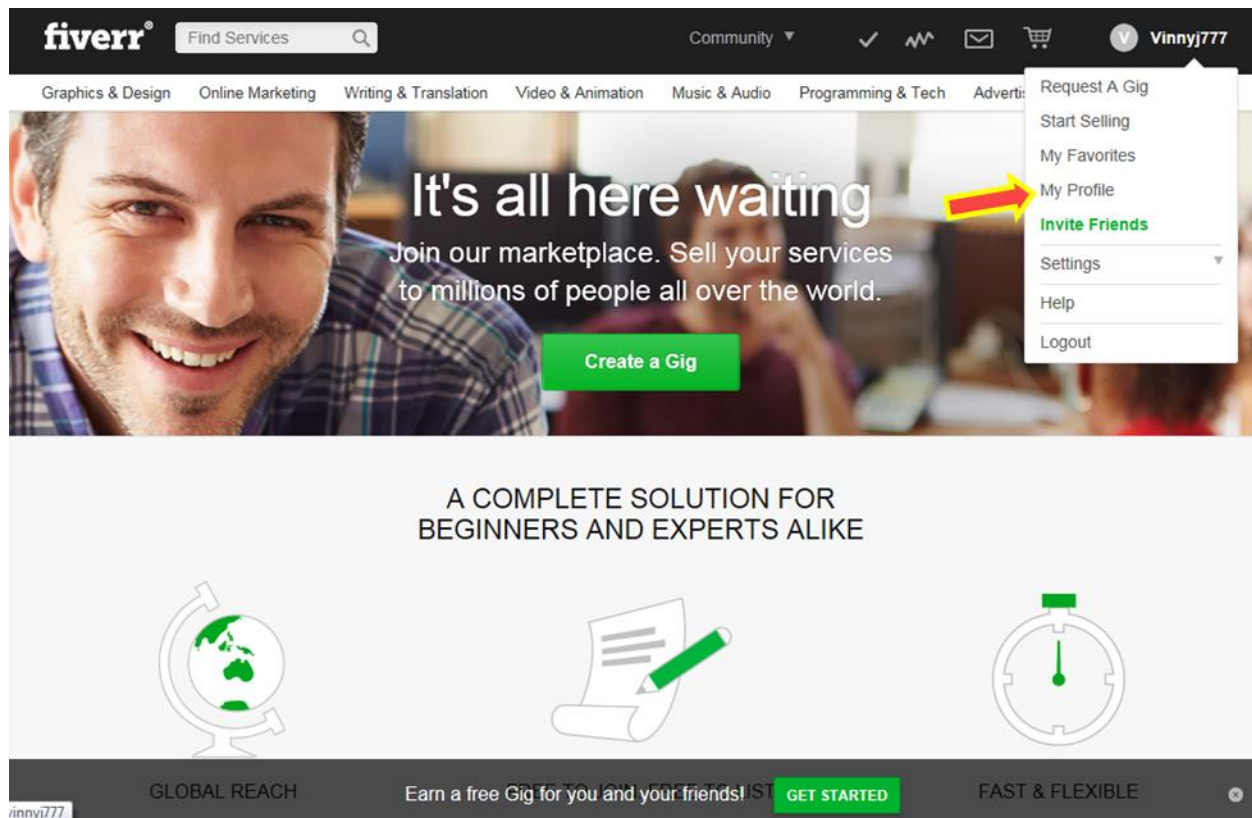 fiverr®
Find Services
Community ▼
V
Vinnyj777
Graphics & Design Online Marketing Writing & Translation Video & Animation Music & Audio Programming & Tech
Request A Gig
Start Selling
My Favorites
My Profile
Invite Friends
Settings ▼
Help
Logout
It's all here waiting
Join our marketplace. Sell your services
to millions of people all over the world.
Create a Gig
A COMPLETE SOLUTION FOR
BEGINNERS AND EXPERTS ALIKE
GLOBAL REACH
FAST & FLEXIBLE
Earn a free Gig for you and your friends!
GET STARTED
vinnyj777